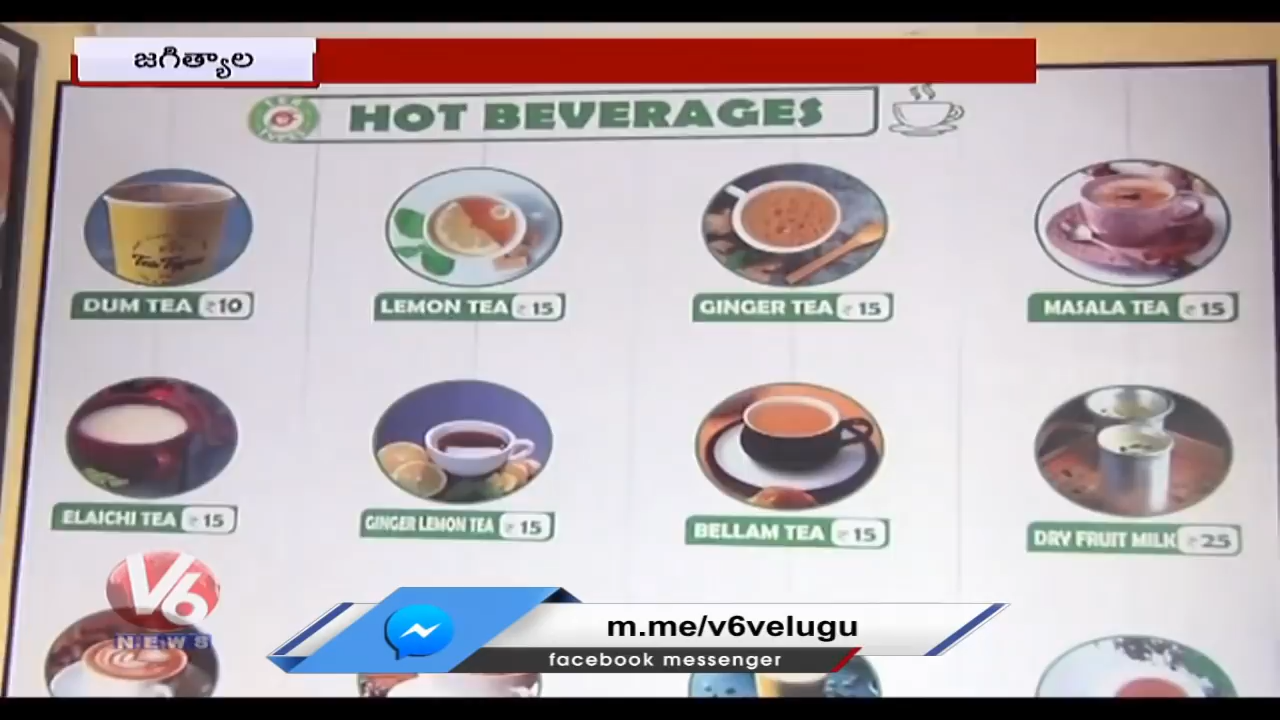 జగిత్యాల
HOT BEVERAGES
DUM TEA ₹10
LEMON TEA ₹15
GINGER TEA ₹15
MASALA TEA ₹15
ELAICHI TEA ₹15
GINGER LEMON TEA ₹15
BELLAM TEA ₹15
DRY FRUIT MILK ₹25
V6
NEWS
m.me/v6velugu
facebook messenger